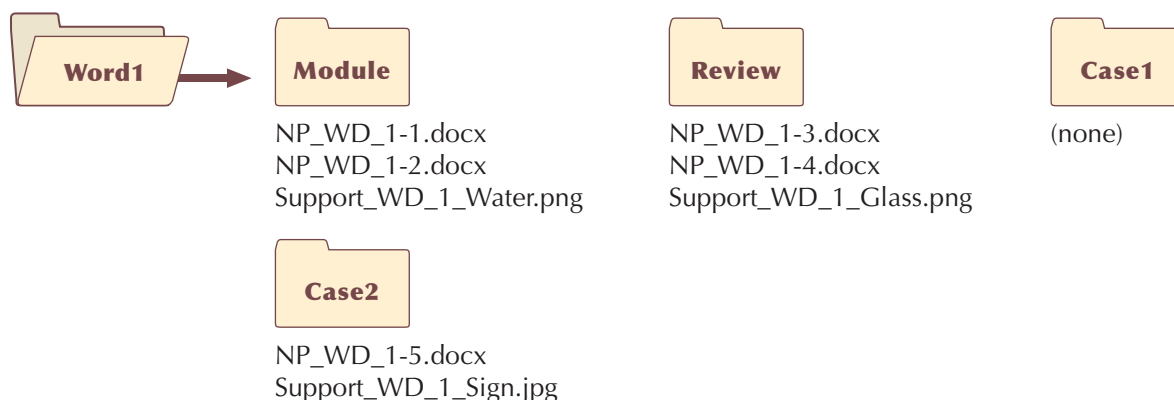 Word1
Module
NP_WD_1-1.docx
NP_WD_1-2.docx
Support_WD_1_Water.png
Review
NP_WD_1-3.docx
NP_WD_1-4.docx
Support_WD_1_Glass.png
Case1
(none)
Case2
NP_WD_1-5.docx
Support_WD_1_Sign.jpg